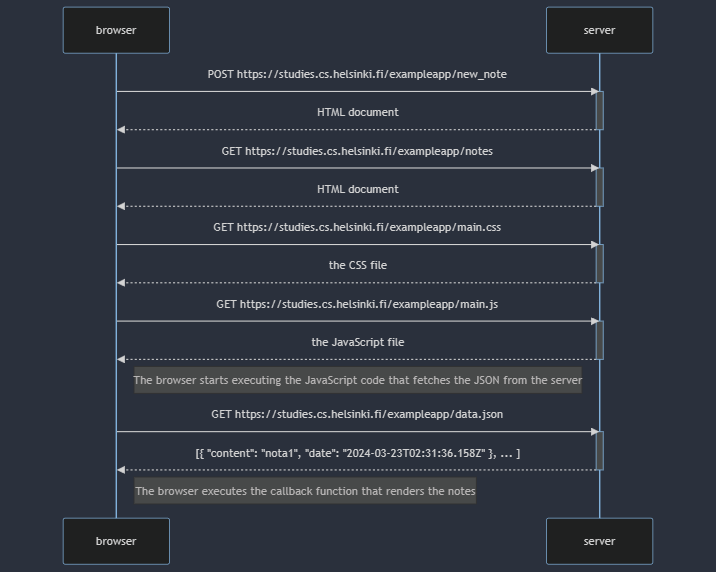 browser
server
POST https://studies.cs.helsinki.fi/exampleapp/new_note
HTML document
GET https://studies.cs.helsinki.fi/exampleapp/notes
HTML document
GET https://studies.cs.helsinki.fi/exampleapp/main.css
the CSS file
GET https://studies.cs.helsinki.fi/exampleapp/main.js
the JavaScript file
The browser starts executing the JavaScript code that fetches the JSON from the server
GET https://studies.cs.helsinki.fi/exampleapp/data.json
[{ "content": "nota1", "date": "2024-03-23T02:31:36.158Z" }, ... ]
The browser executes the callback function that renders the notes
browser
server